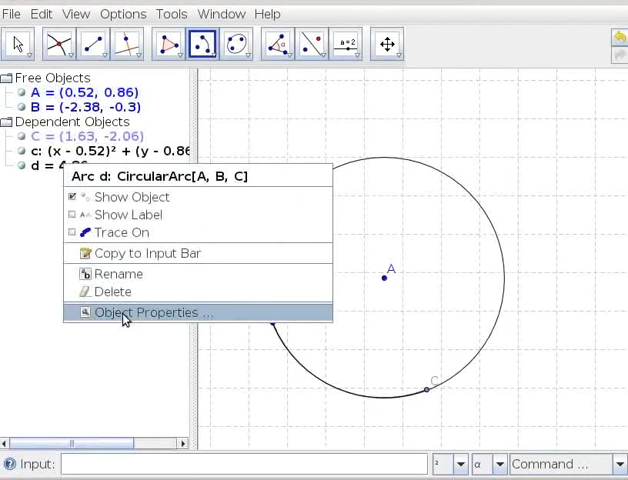 File Edit View Options Tools Window Help
a=2
Free Objects
A = (0.52, 0.86)
B = (-2.38, -0.3)
Dependent Objects
C = (1.63, -2.06)
c: (x - 0.52)² + (y - 0.86
d =
Arc d: CircularArc[A, B, C]
Show Object
Show Label
Trace On
Copy to Input Bar
Rename
Delete
Object Properties ...
A
C
Input: ² α Command ...